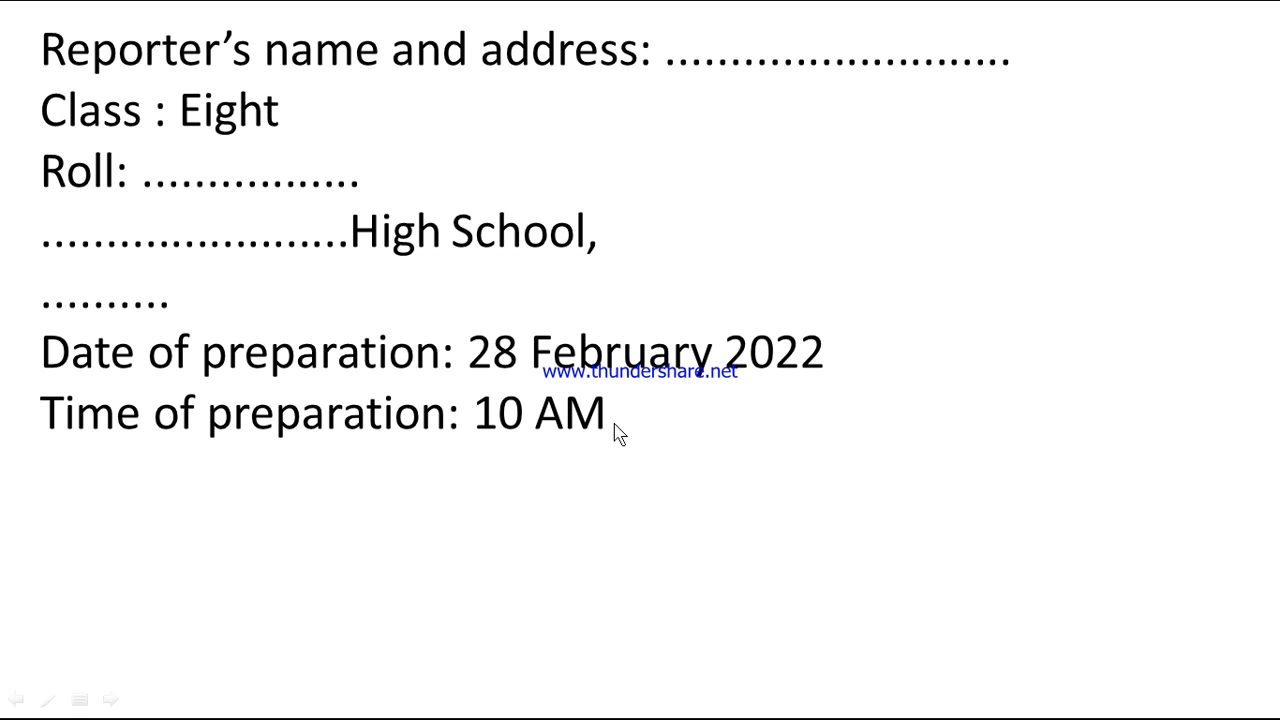 Reporter’s name and address: ...........................
Class : Eight
Roll: .................
........................High School,
..........
Date of preparation: 28 February 2022
www.thundershare.net
Time of preparation: 10 AM